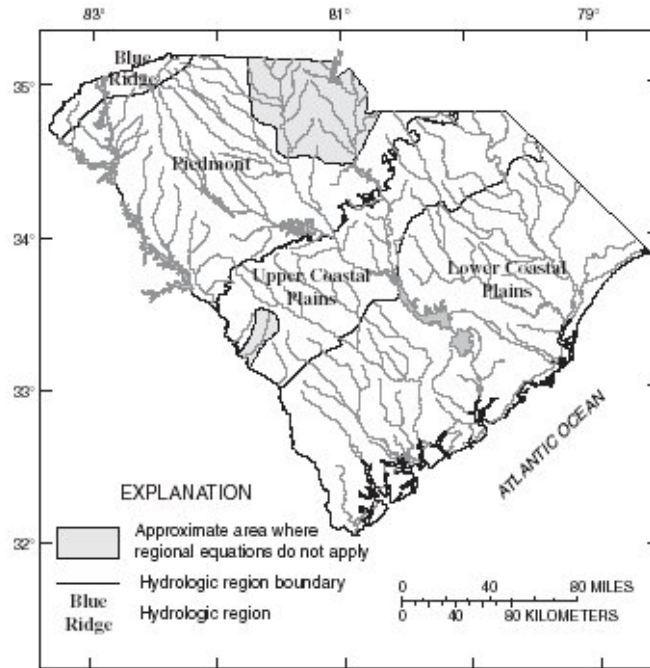 83°
81°
79°
Blue
Ridge
35°
Piedmont
34°
Upper Coastal
Plains
Lower Coastal
Plains
33°
ATLANTIC OCEAN
EXPLANATION
Approximate area where
regional equations do not apply
32°
Hydrologic region boundary
Blue
Ridge
Hydrologic region
0 40 80 MILES
0 40 80 KILOMETERS